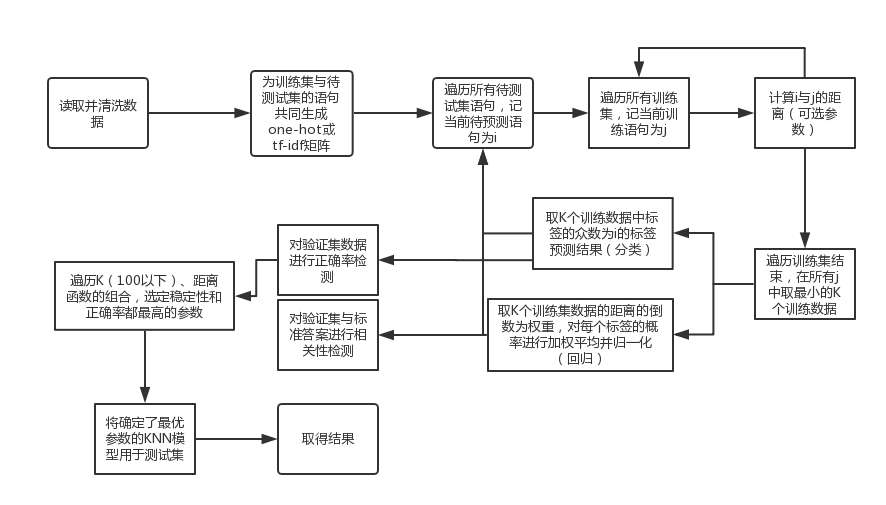 读取并清洗数
据
为训练集与待
测试集的语句
共同生成
one-hot或
tf-idf矩阵
遍历所有待测
试集语句，记
当前待预测语
句为i
遍历所有训练
集，记当前训
练语句为j
计算i与j的距
离（可选参
数）
取K个训练数据中标
签的众数为i的标签
预测结果（分类）
对验证集数据
进行正确率检
测
遍历训练集结
束，在所有j
中取最小的K
个训练数据
遍历K（100以下）、距离
函数的组合，选定稳定性和
正确率都最高的参数
对验证集与标
准答案进行相
关性检测
取K个训练集数据的距离的倒
数为权重，对每个标签的概
率进行加权平均并归一化
（回归）
将确定了最优
参数的KNN模
型用于测试集
取得结果